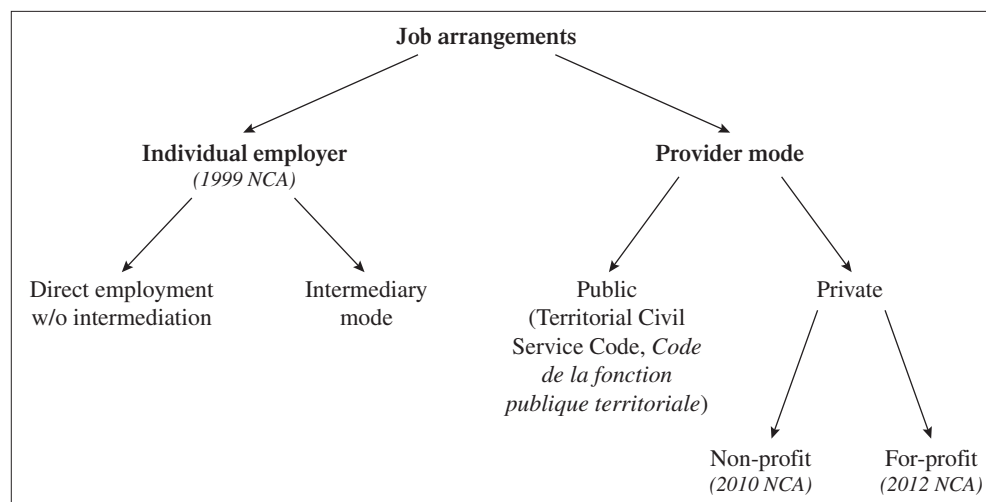 Job arrangements
Individual employer
(1999 NCA)
Provider mode
Direct employment
w/o intermediation
Intermediary
mode
Public
(Territorial Civil
Service Code, Code
de la fonction
publique territoriale)
Private
Non-profit
(2010 NCA)
For-profit
(2012 NCA)